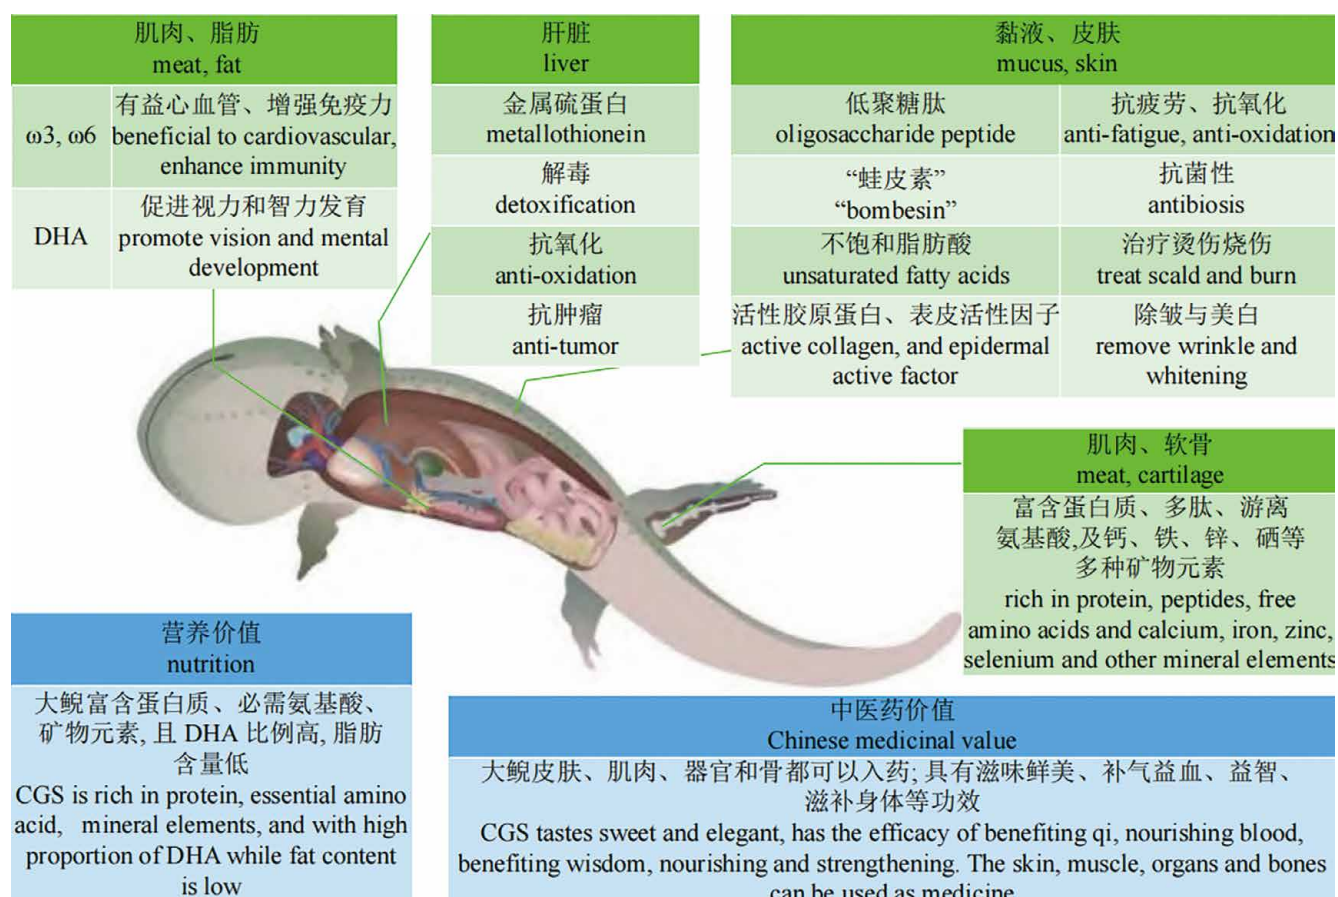 肌肉、脂肪
meat, fat
ω3, ω6
有益心血管、增强免疫力
beneficial to cardiovascular,
enhance immunity
DHA
促进视力和智力发育
promote vision and mental
development
肝脏
liver
金属硫蛋白
metallothionein
解毒
detoxification
抗氧化
anti-oxidation
抗肿瘤
anti-tumor
黏液、皮肤
mucus, skin
低聚糖肽
oligosaccharide peptide
抗疲劳、抗氧化
anti-fatigue, anti-oxidation
“蛙皮素”
“bombesin”
抗菌性
antibiosis
不饱和脂肪酸
unsaturated fatty acids
治疗烫伤烧伤
treat scald and burn
活性胶原蛋白、表皮活性因子
active collagen, and epidermal
active factor
除皱与美白
remove wrinkle and
whitening
肌肉、软骨
meat, cartilage
富含蛋白质、多肽、游离
氨基酸,及钙、铁、锌、硒等
多种矿物元素
rich in protein, peptides, free
amino acids and calcium, iron, zinc,
selenium and other mineral elements
营养价值
nutrition
大鲵富含蛋白质、必需氨基酸、
矿物元素, 且 DHA 比例高, 脂肪
含量低
CGS is rich in protein, essential amino
acid, mineral elements, and with high
proportion of DHA while fat content
is low
中医药价值
Chinese medicinal value
大鲵皮肤、肌肉、器官和骨都可以入药; 具有滋味鲜美、补气益血、益智、
滋补身体等功效
CGS tastes sweet and elegant, has the efficacy of benefiting qi, nourishing blood,
benefiting wisdom, nourishing and strengthening. The skin, muscle, organs and bones
can be used as medicine